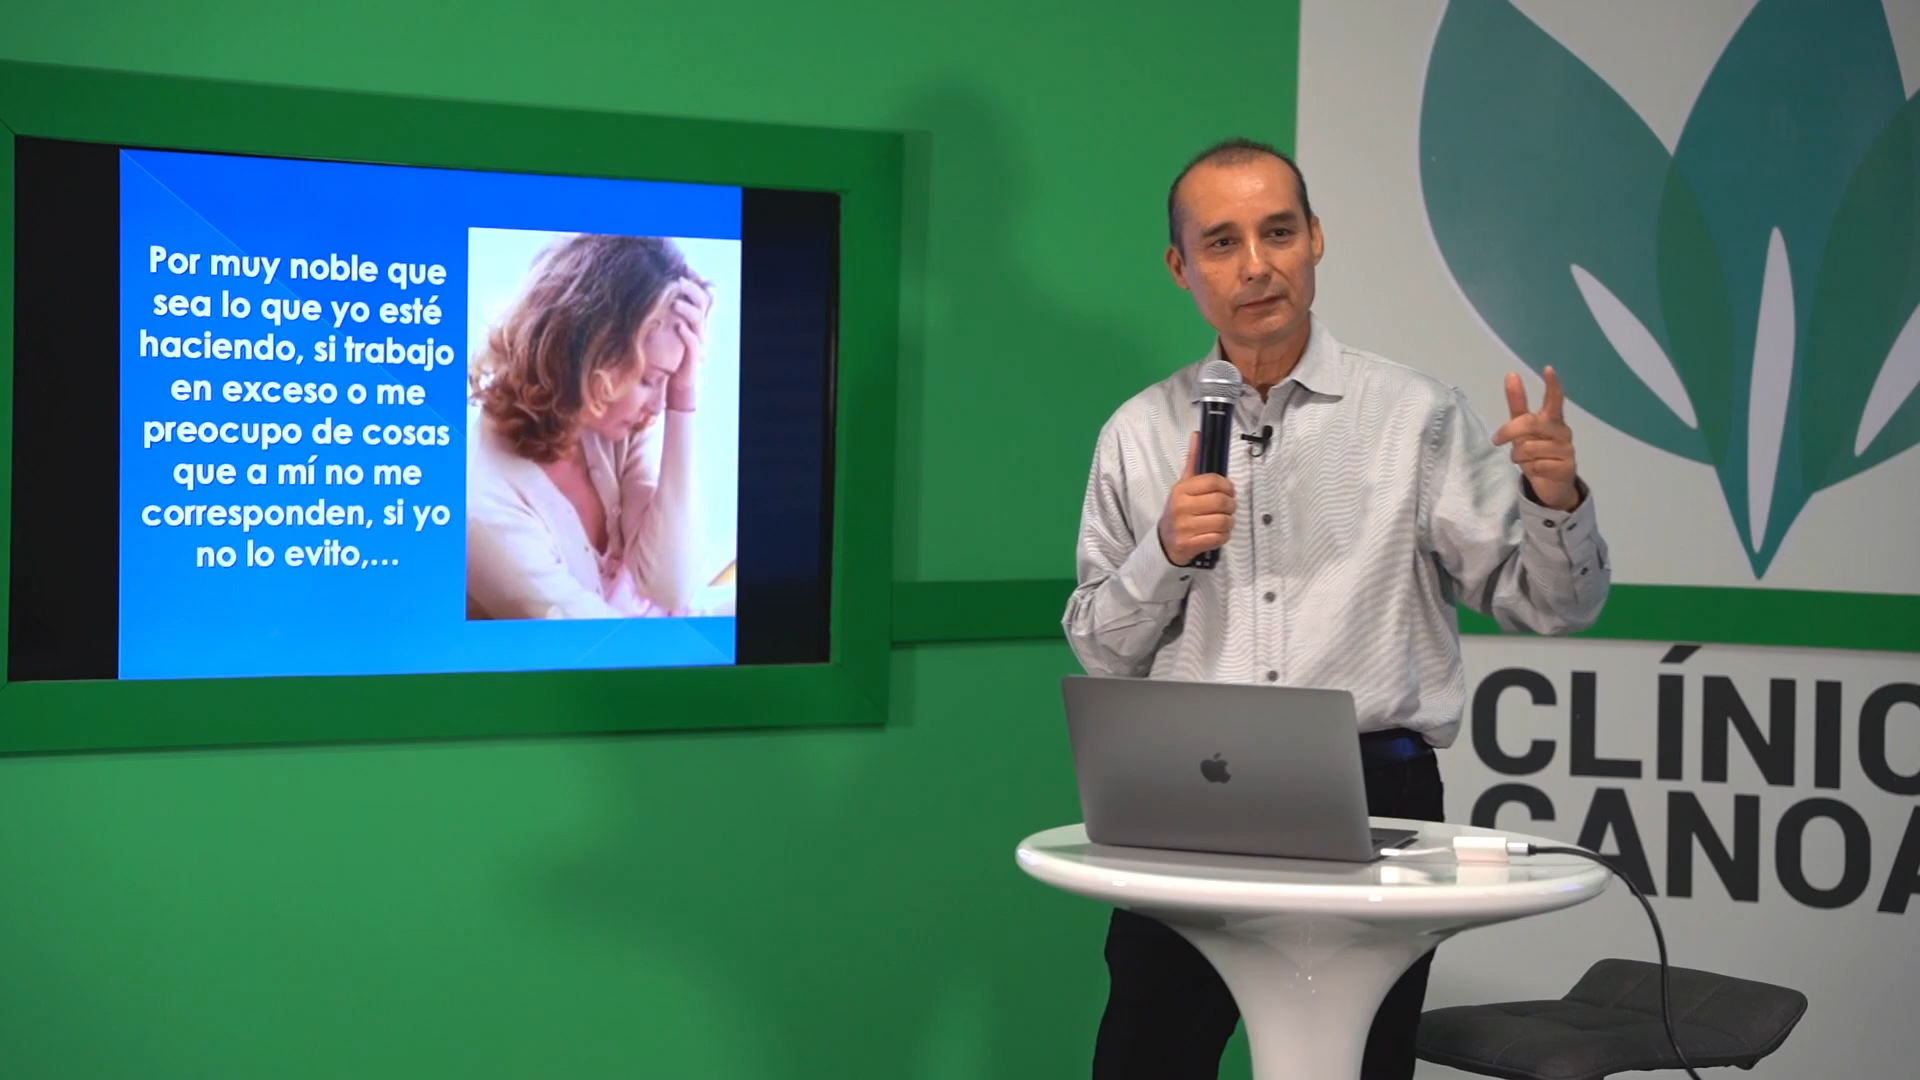 Por muy noble que
sea lo que yo esté
haciendo, si trabajo
en exceso o me
preocupo de cosas
que a mí no me
corresponden, si yo
no lo evito,...
CLÍNIC
CANOA